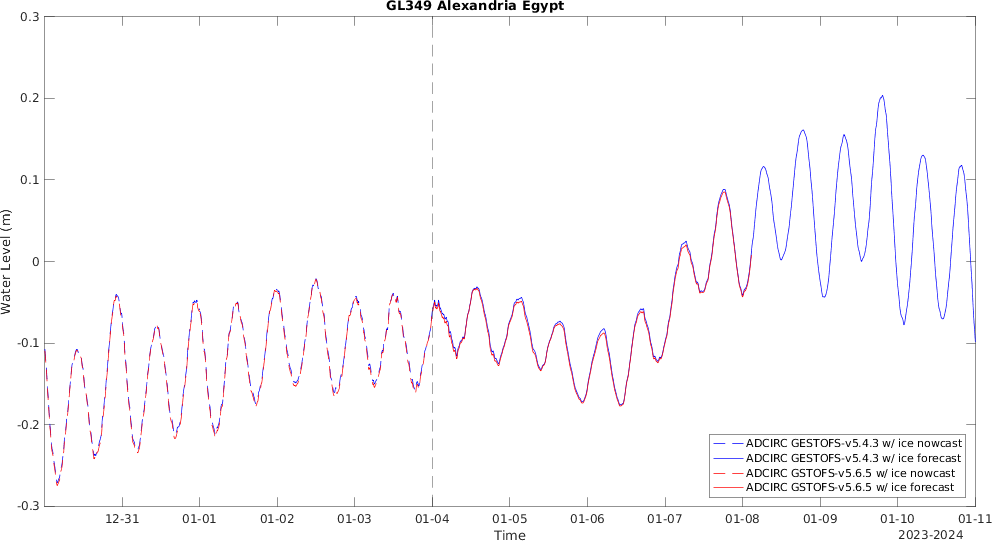 GL349 Alexandria Egypt
0.3
0.2
0.1
0
-0.1
-0.2
-0.3
Water Level (m)
ADCIRC GESTOFS-v5.4.3 w/ ice nowcast
ADCIRC GESTOFS-v5.4.3 w/ ice forecast
ADCIRC GSTOFS-v5.6.5 w/ ice nowcast
ADCIRC GSTOFS-v5.6.5 w/ ice forecast
12-31 01-01 01-02 01-03 01-04 01-05 01-06 01-07 01-08 01-09 01-10 01-11
Time
2023-2024